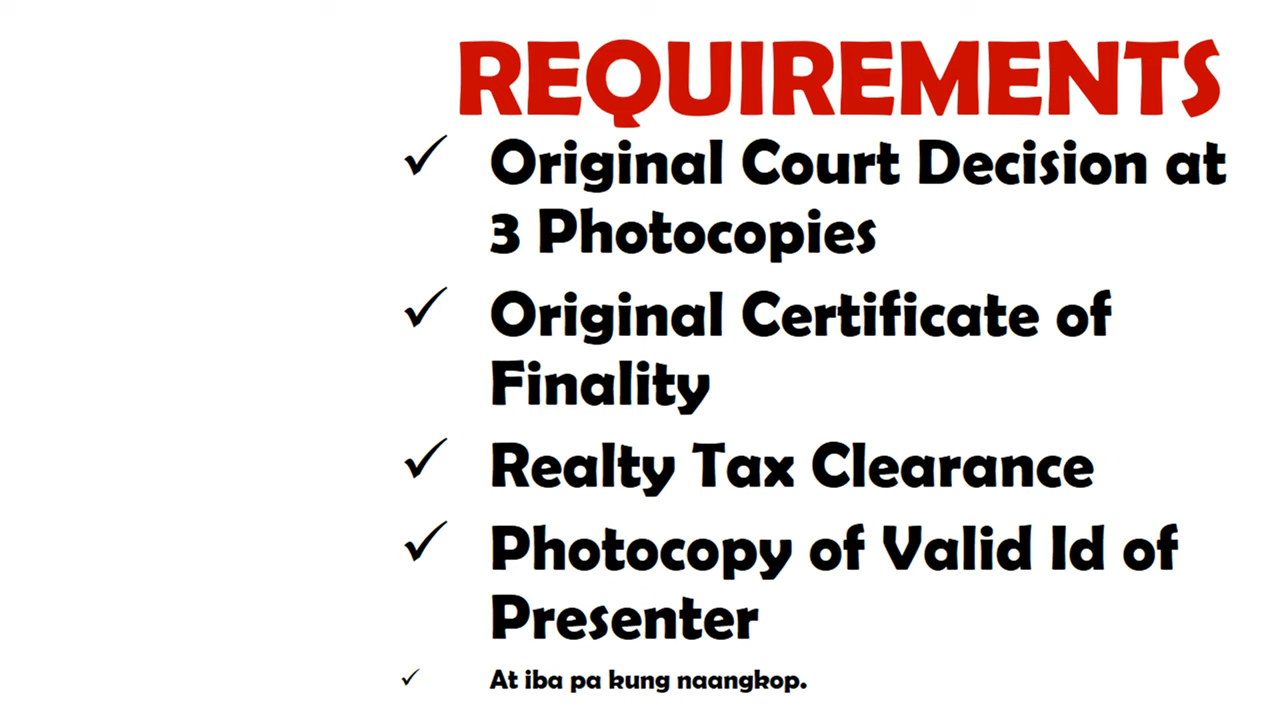 REQUIREMENTS
✓ Original Court Decision at
3 Photocopies
✓ Original Certificate of
Finality
✓ Realty Tax Clearance
✓ Photocopy of Valid Id of
Presenter
✓ At iba pa kung naangkop.